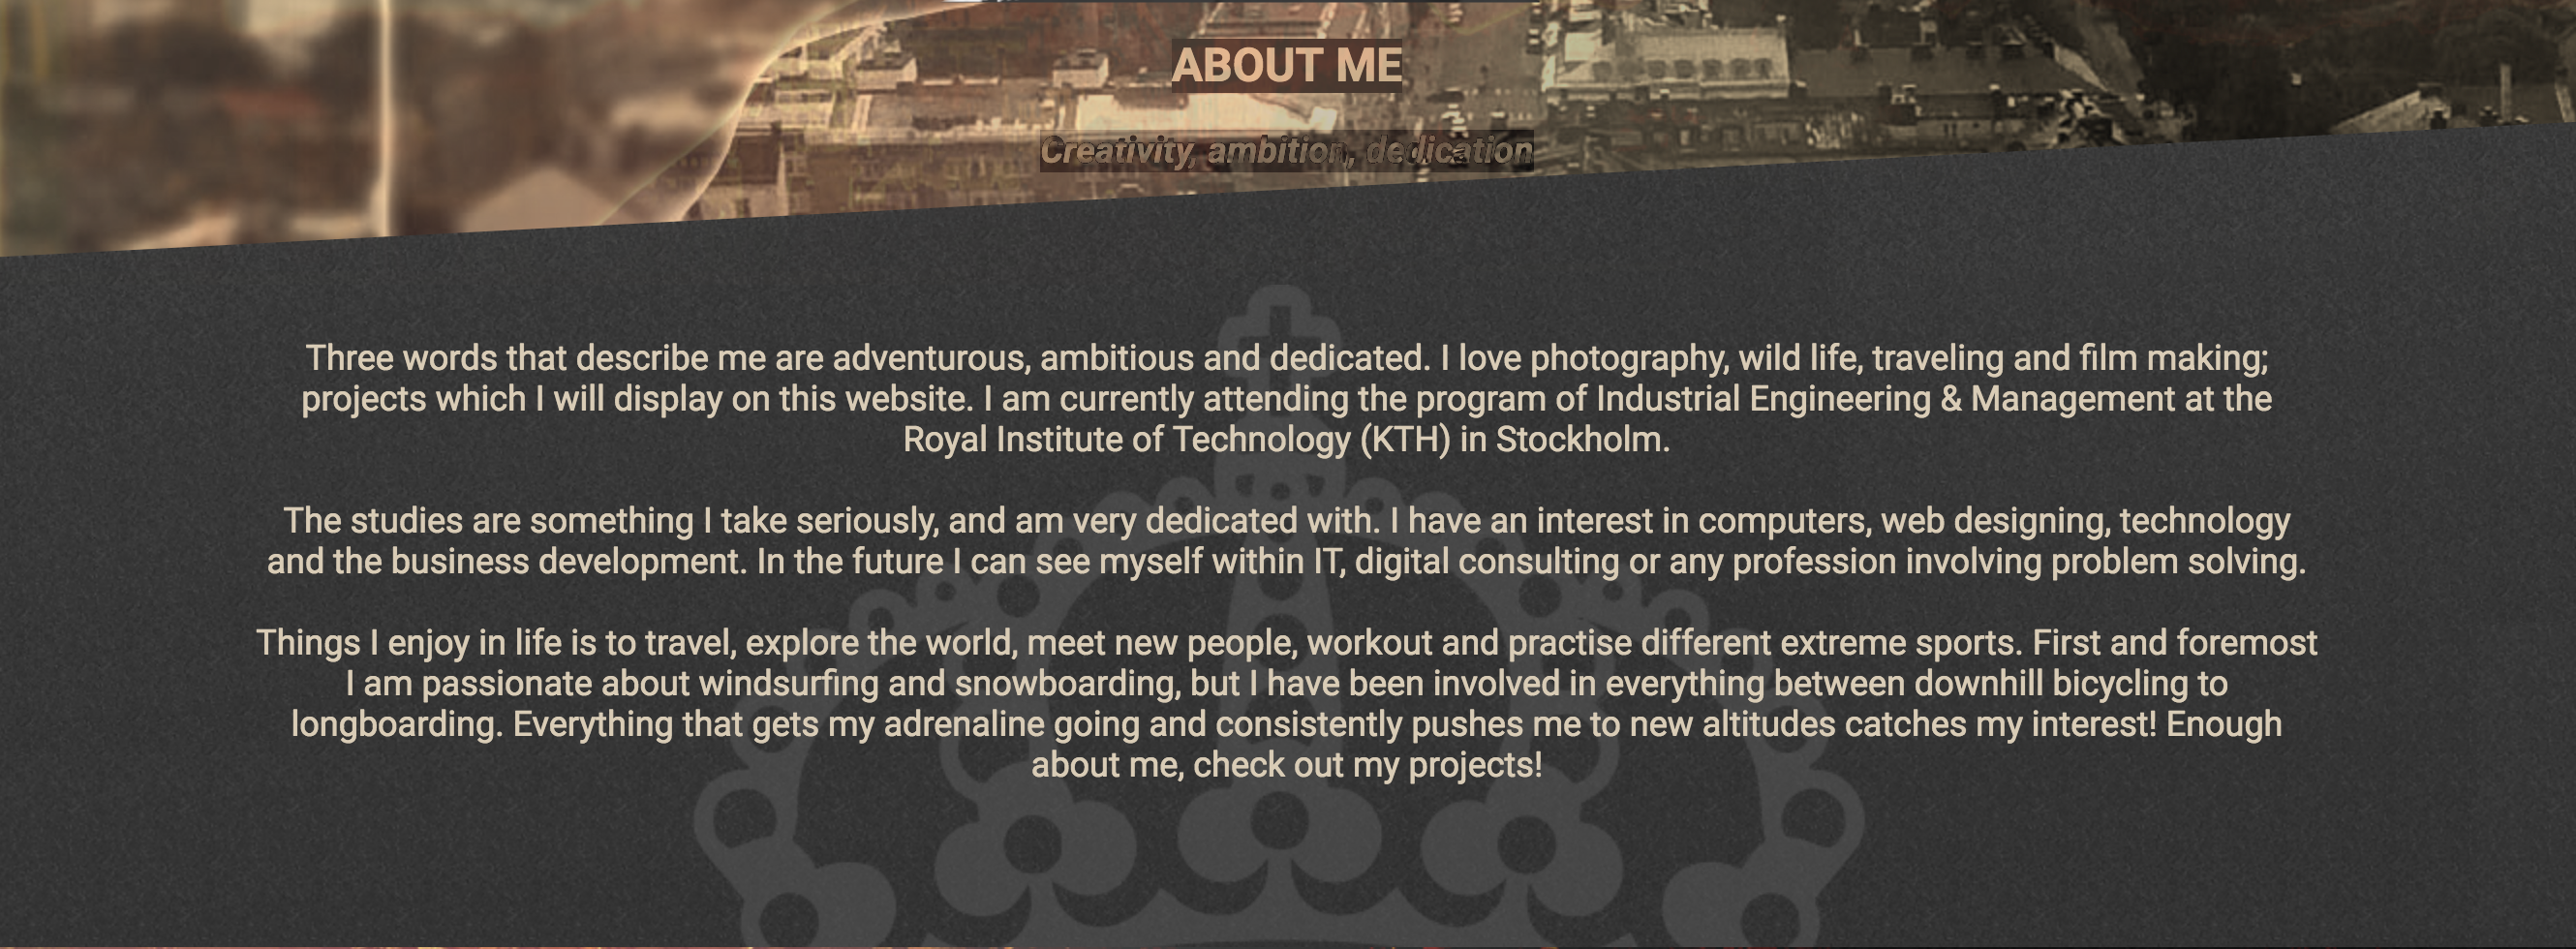 ABOUT ME
Creativity, ambition, dedication
Three words that describe me are adventurous, ambitious and dedicated. I love photography, wild life, traveling and film making;
projects which I will display on this website. I am currently attending the program of Industrial Engineering & Management at the
Royal Institute of Technology (KTH) in Stockholm.
The studies are something I take seriously, and am very dedicated with. I have an interest in computers, web designing, technology
and the business development. In the future I can see myself within IT, digital consulting or any profession involving problem solving.
Things I enjoy in life is to travel, explore the world, meet new people, workout and practise different extreme sports. First and foremost
I am passionate about windsurfing and snowboarding, but I have been involved in everything between downhill bicycling to
longboarding. Everything that gets my adrenaline going and consistently pushes me to new altitudes catches my interest! Enough
about me, check out my projects!